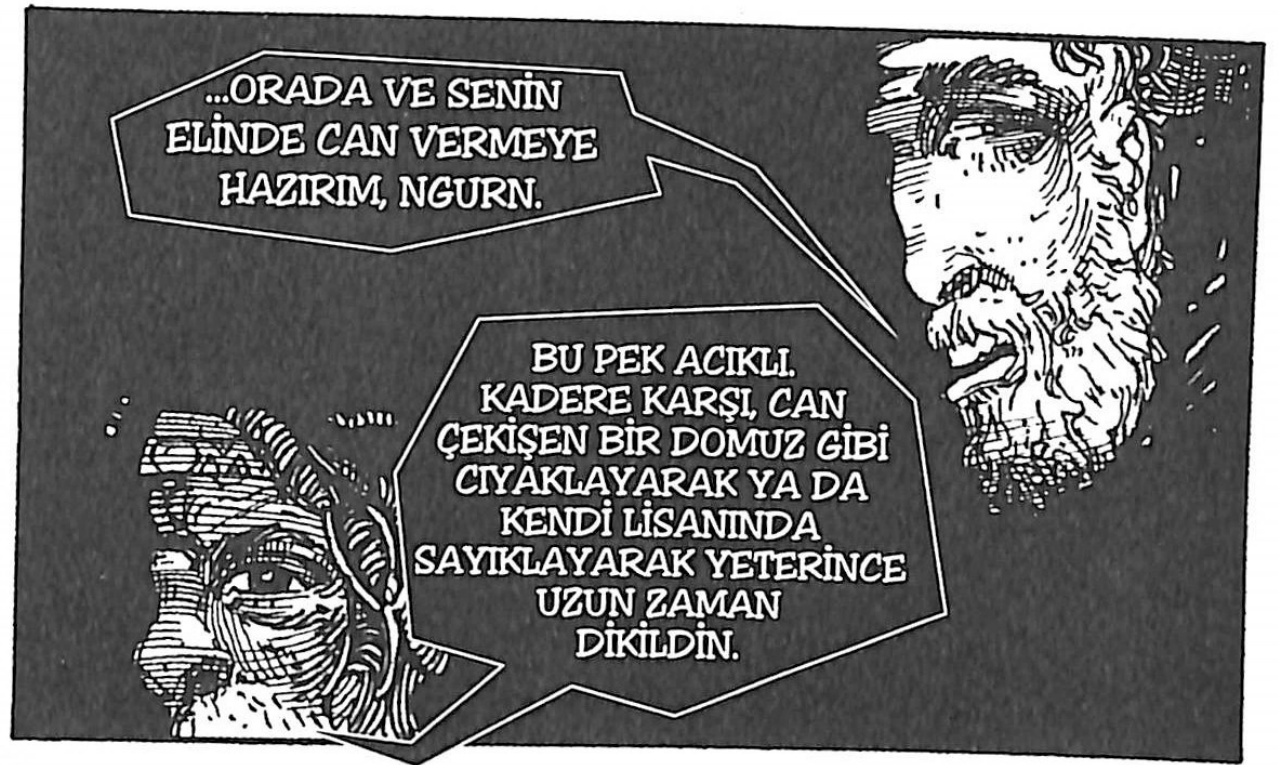 ...ORADA VE SENİN
ELİNDE CAN VERMEYE
HAZIRIM, NGURN.
BU PEK ACIKLI.
KADERE KARŞI, CAN
ÇEKİŞEN BİR DOMUZ GİBİ
CIYAKLAYARAK YA DA
KENDİ LİSANINDA
SAYIKLAYARAK YETERİNCE
UZUN ZAMAN
DİKİLDİN.